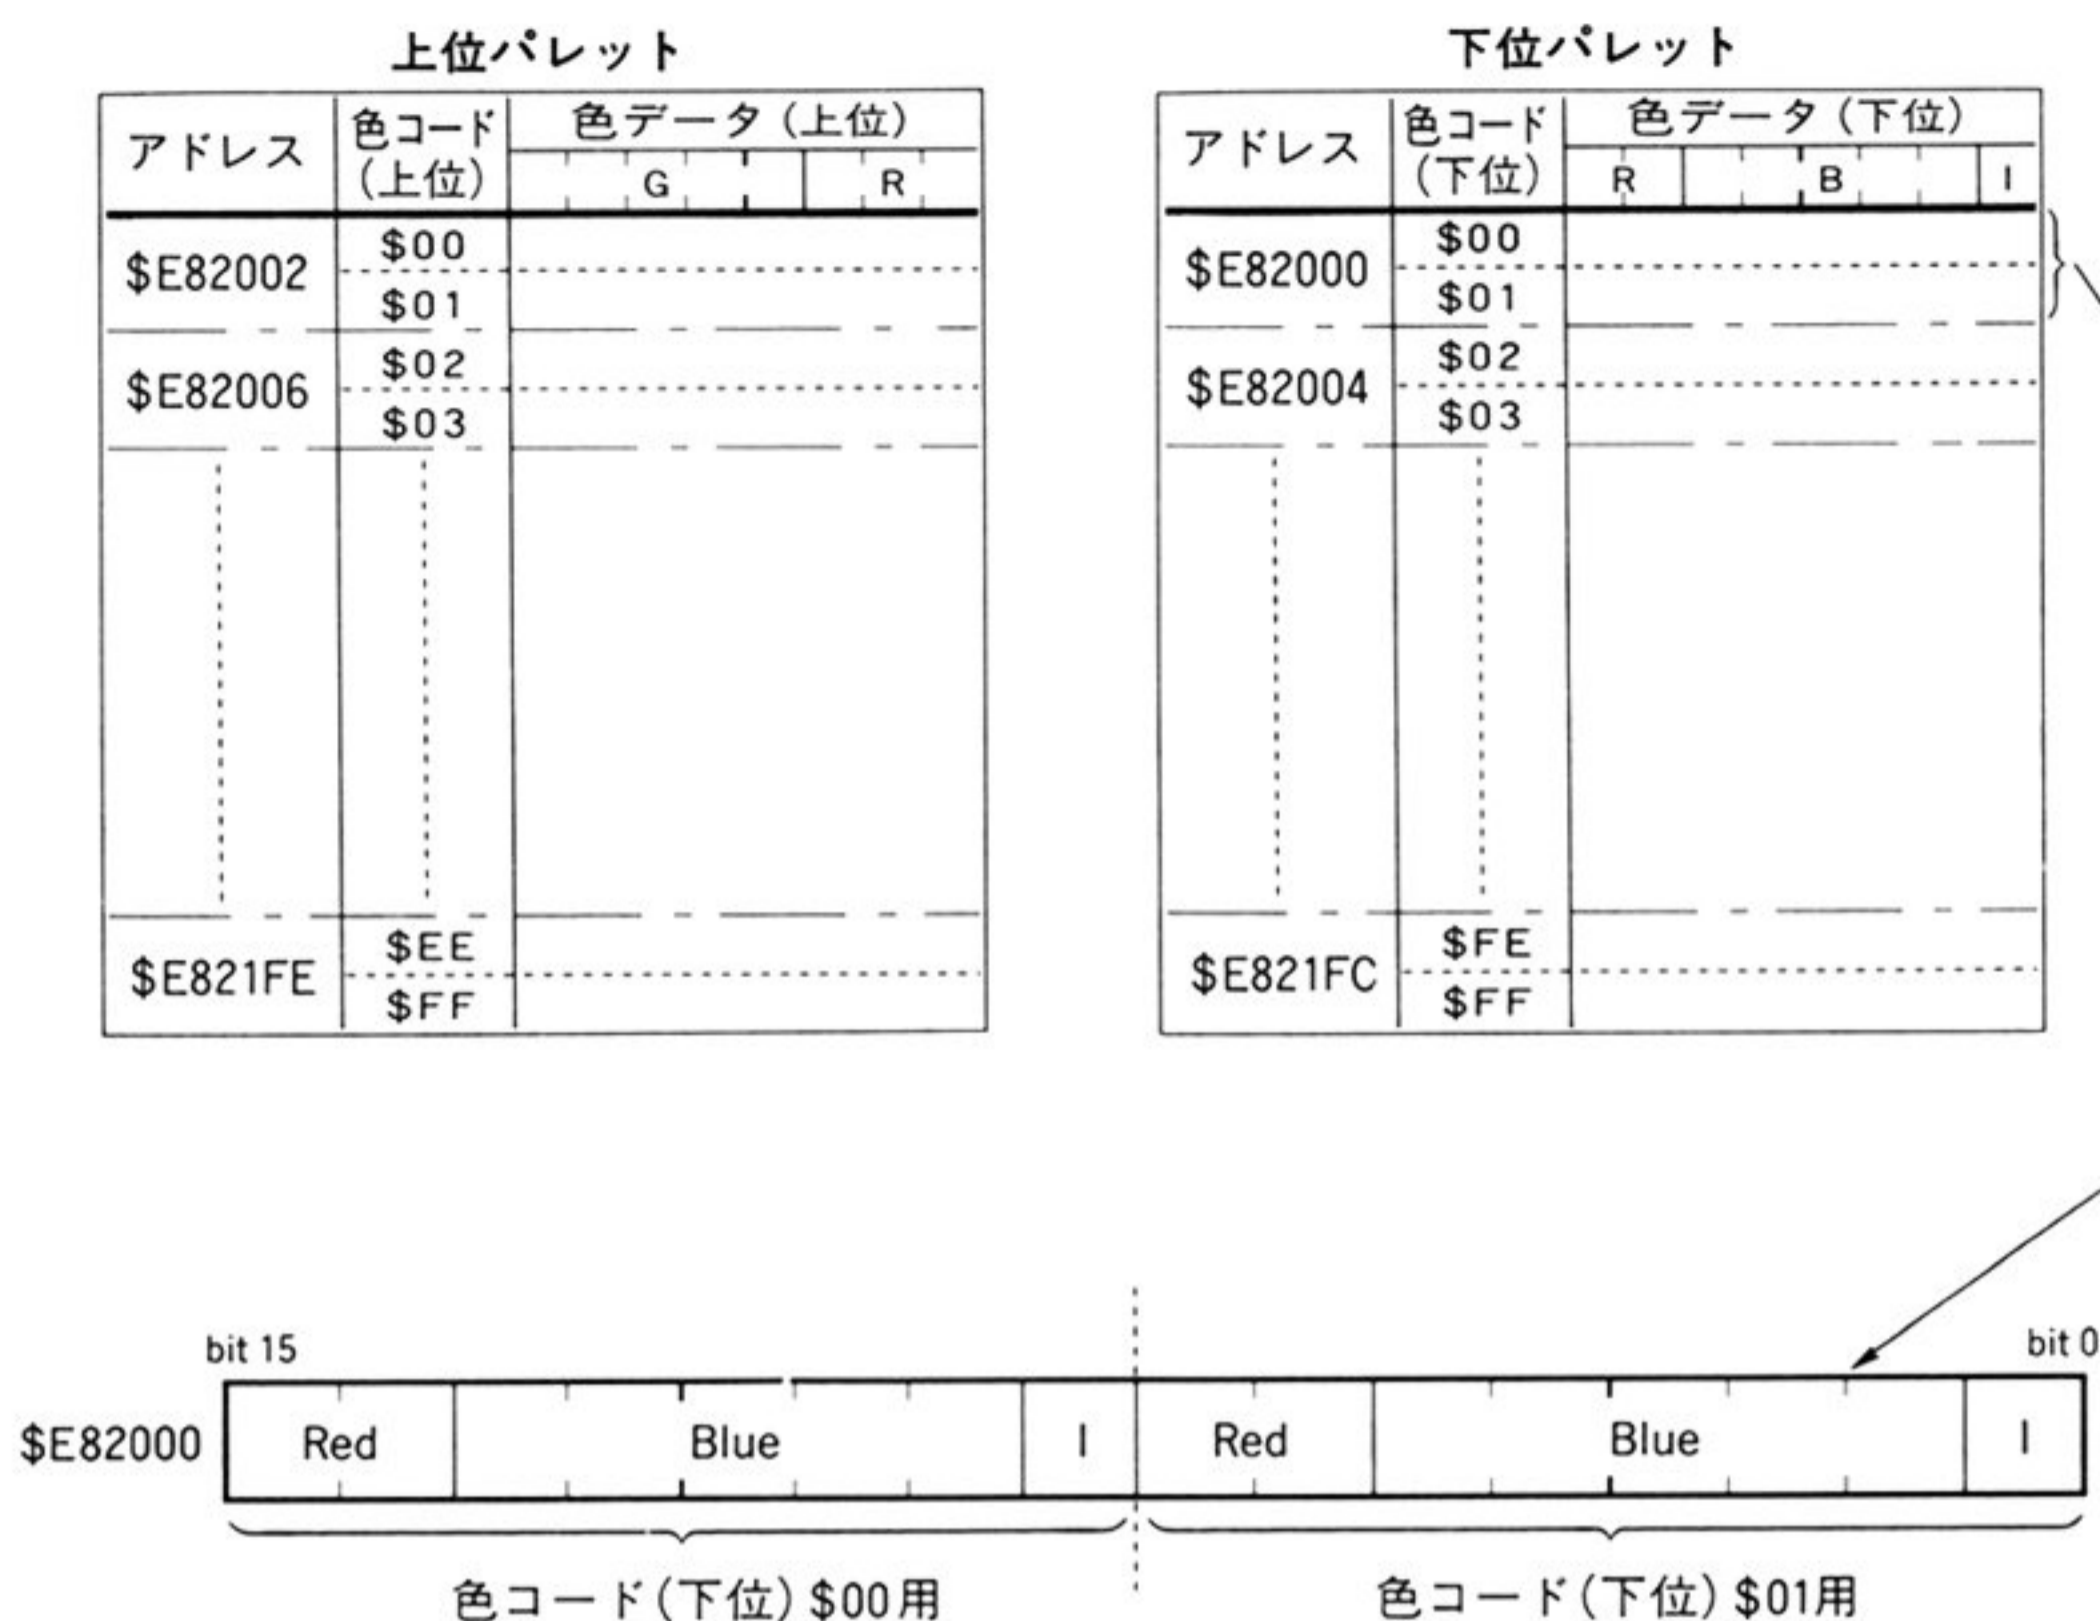 上位パレット
アドレス 色コード(上位) 色データ(上位)
G R
$E82002 $00
$01
$E82006 $02
$03
$E821FE $EE
$FF
下位パレット
アドレス 色コード(下位) 色データ(下位)
R B I
$E82000 $00
$01
$E82004 $02
$03
$E821FC $FE
$FF
bit 15 bit 0
$E82000 Red Blue I Red Blue I
色コード(下位)$00用 色コード(下位)$01用